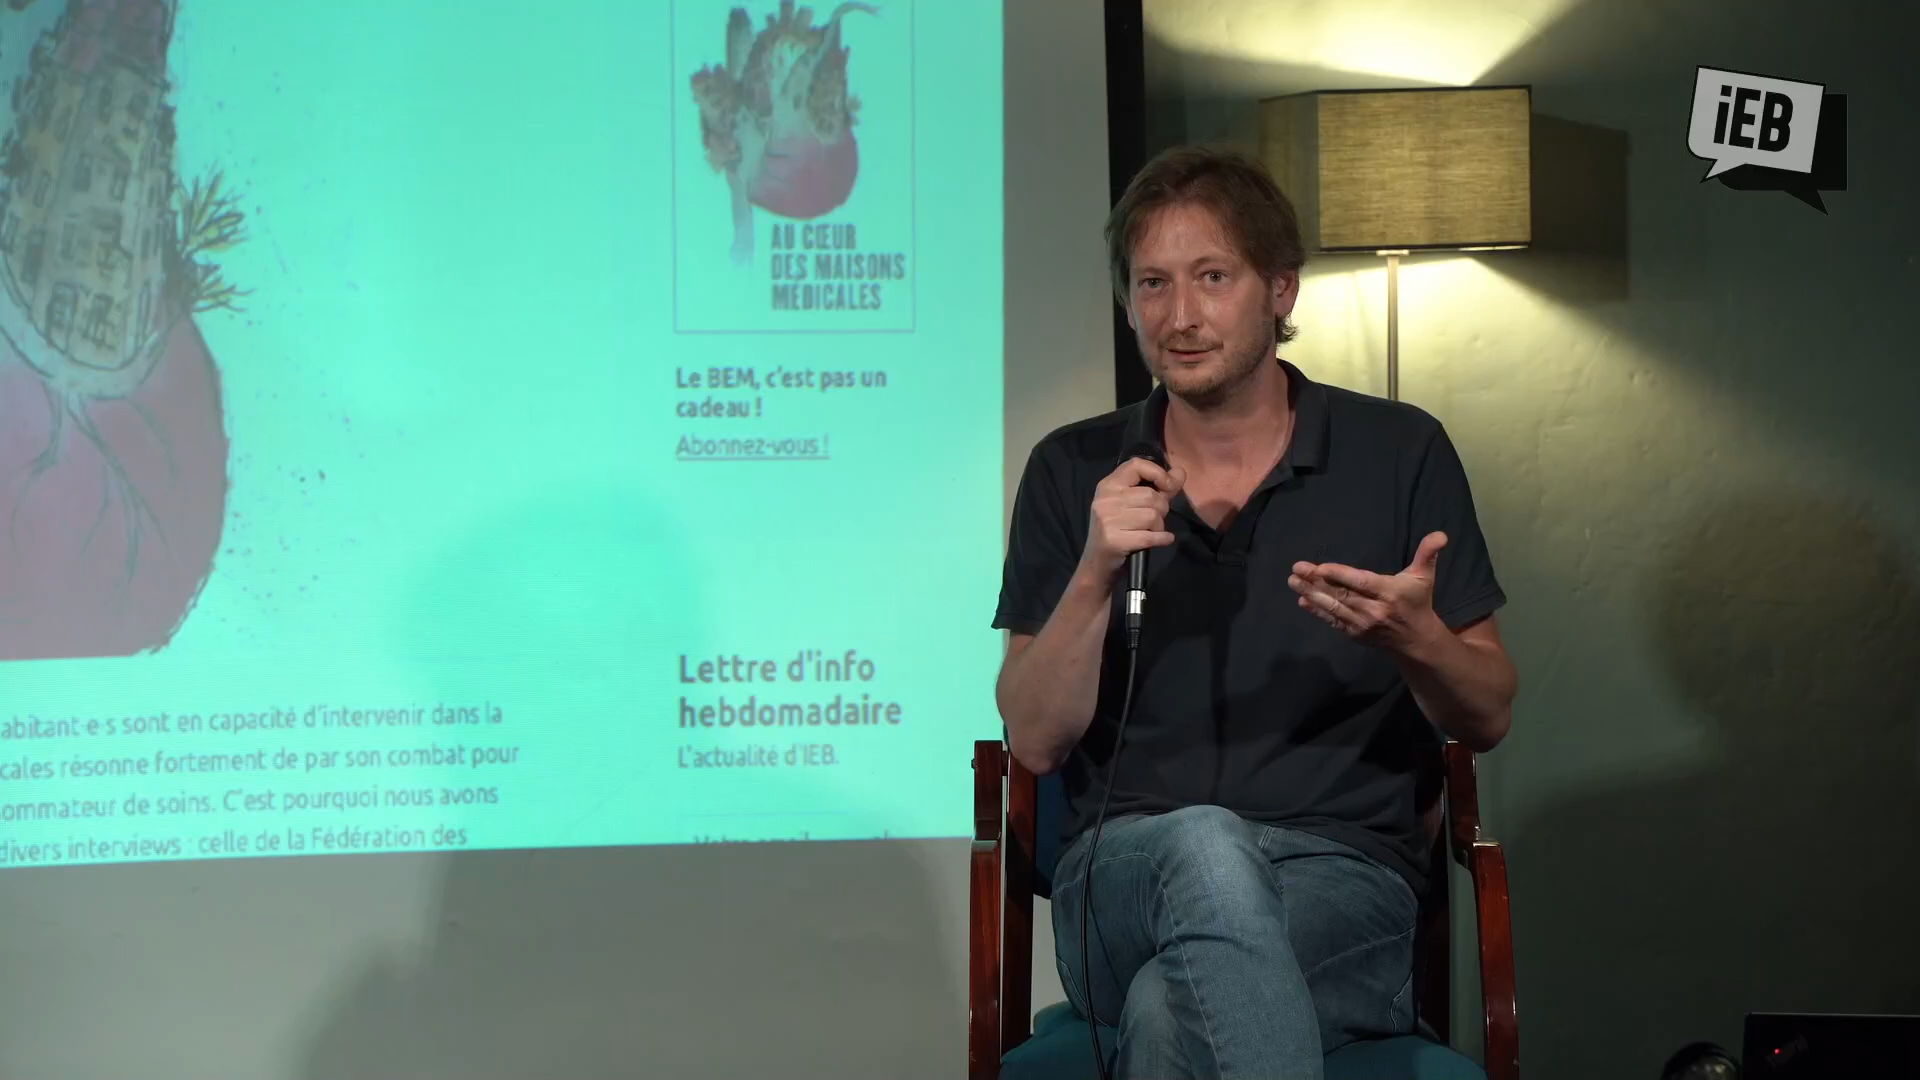 iEB
AU CŒUR
DES MAISONS
MÉDICALES
Le BEM, c'est pas un
cadeau !
Abonnez-vous !
Lettre d'info
hebdomadaire
L'actualité d'IEB.
abitant·e·s sont en capacité d'intervenir dans la
cales résonne fortement de par son combat pour
ommateur de soins. C'est pourquoi nous avons
divers interviews : celle de la Fédération des